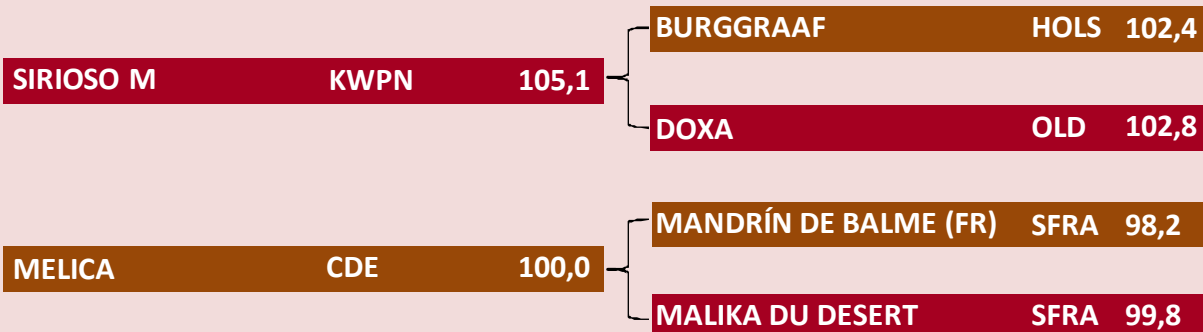 BURGGRAAF HOLS 102,4
SIRIOSO M KWPN 105,1
DOXA OLD 102,8
MANDRÍN DE BALME (FR) SFRA 98,2
MELICA CDE 100,0
MALIKA DU DESERT SFRA 99,8